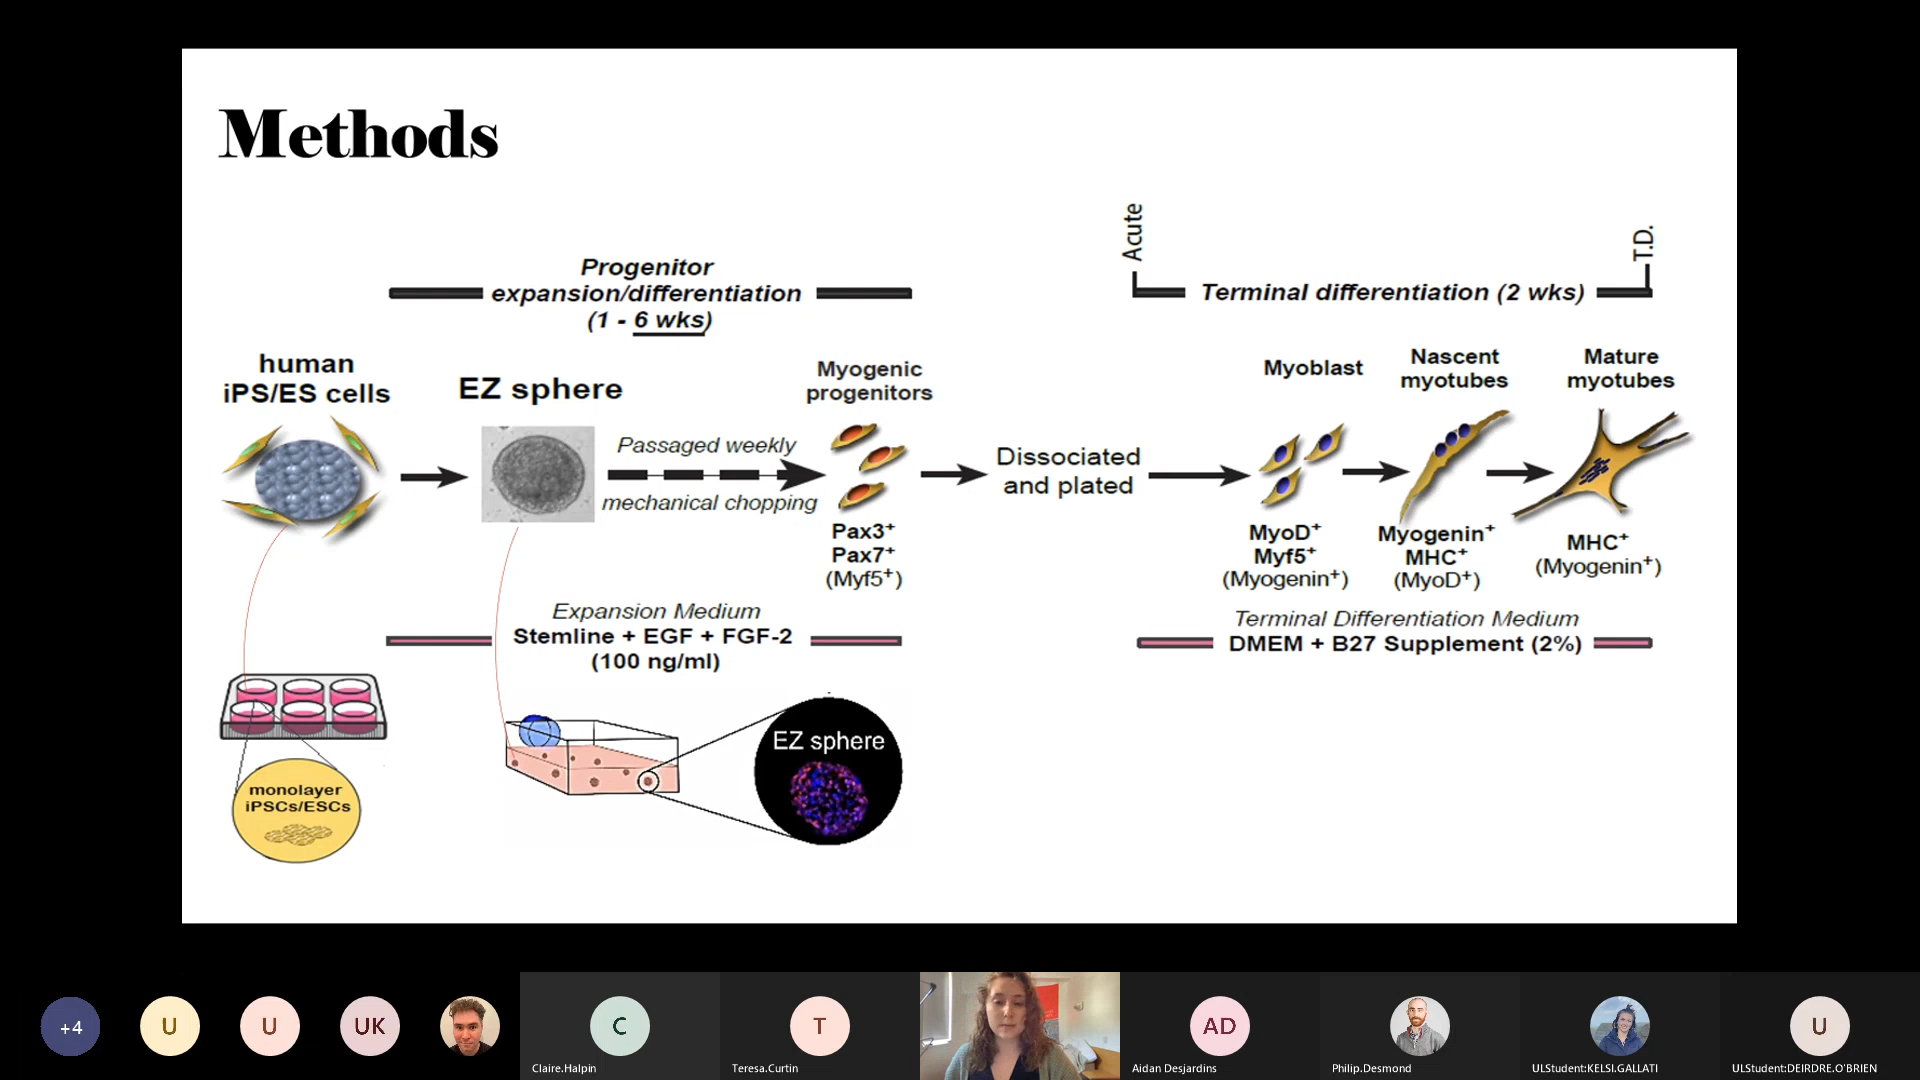 Methods
Progenitor
expansion/differentiation
(1 - 6 wks)
Acute
T.D.
Terminal differentiation (2 wks)
human
iPS/ES cells
EZ sphere
Passaged weekly
mechanical chopping
Myogenic
progenitors
Pax3⁺
Pax7⁺
(Myf5⁺)
Dissociated
and plated
Myoblast
MyoD⁺
Myf5⁺
(Myogenin⁺)
Nascent
myotubes
Myogenin⁺
MHC⁺
(MyoD⁺)
Mature
myotubes
MHC⁺
(Myogenin⁺)
Expansion Medium
Stemline + EGF + FGF-2
(100 ng/ml)
Terminal Differentiation Medium
DMEM + B27 Supplement (2%)
monolayer
iPSCs/ESCs
EZ sphere
+4
U
U
UK
C
Claire.Halpin
T
Teresa.Curtin
AD
Aidan Desjardins
Philip.Desmond
ULStudent:KELSI.GALLATI
U
ULStudent:DEIRDRE.O'BRIEN